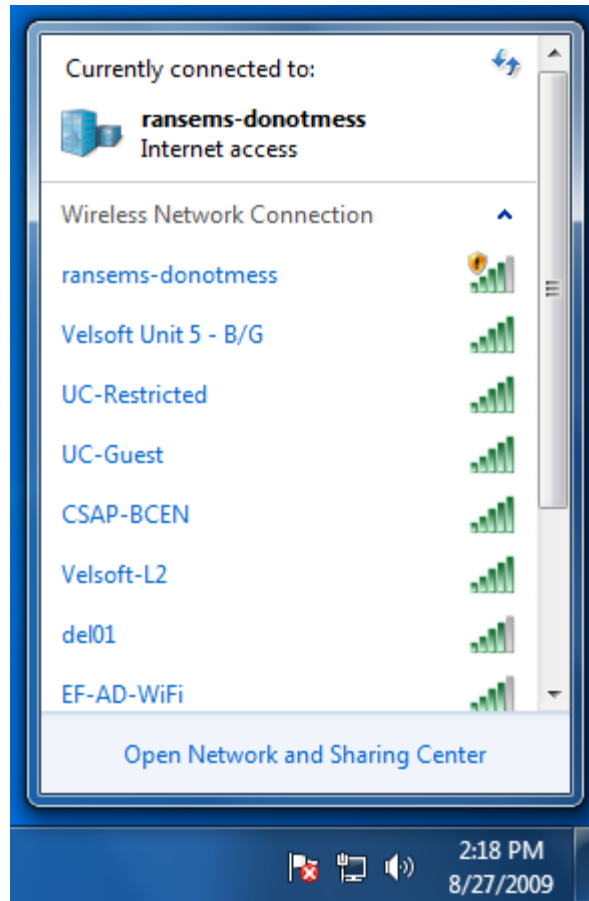 Currently connected to:
ransems-donotmess
Internet access
Wireless Network Connection
ransems-donotmess
Velsoft Unit 5 - B/G
UC-Restricted
UC-Guest
CSAP-BCEN
Velsoft-L2
del01
EF-AD-WiFi
Open Network and Sharing Center
2:18 PM
8/27/2009